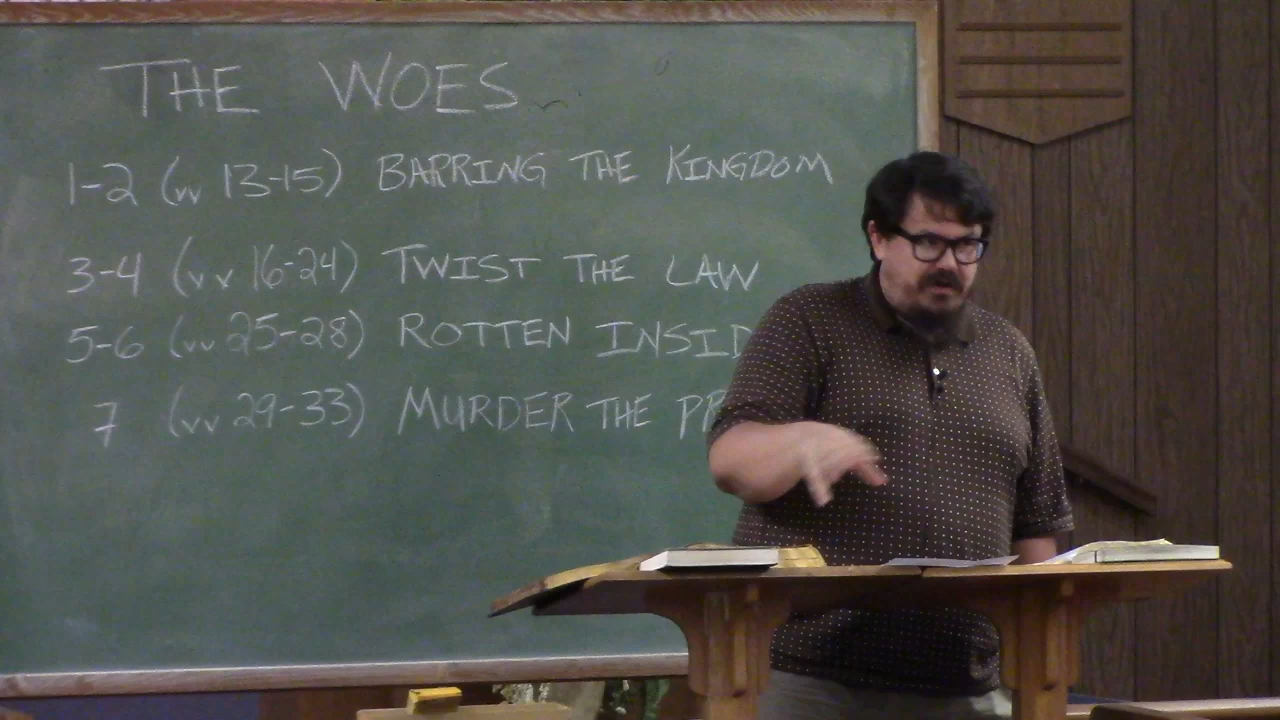 THE WOES
1-2 (vv 13-15) BARRING THE KINGDOM
3-4 (vv 16-24) TWIST THE LAW
5-6 (vv 25-28) ROTTEN INSID
7 (vv 29-33) MURDER THE PR